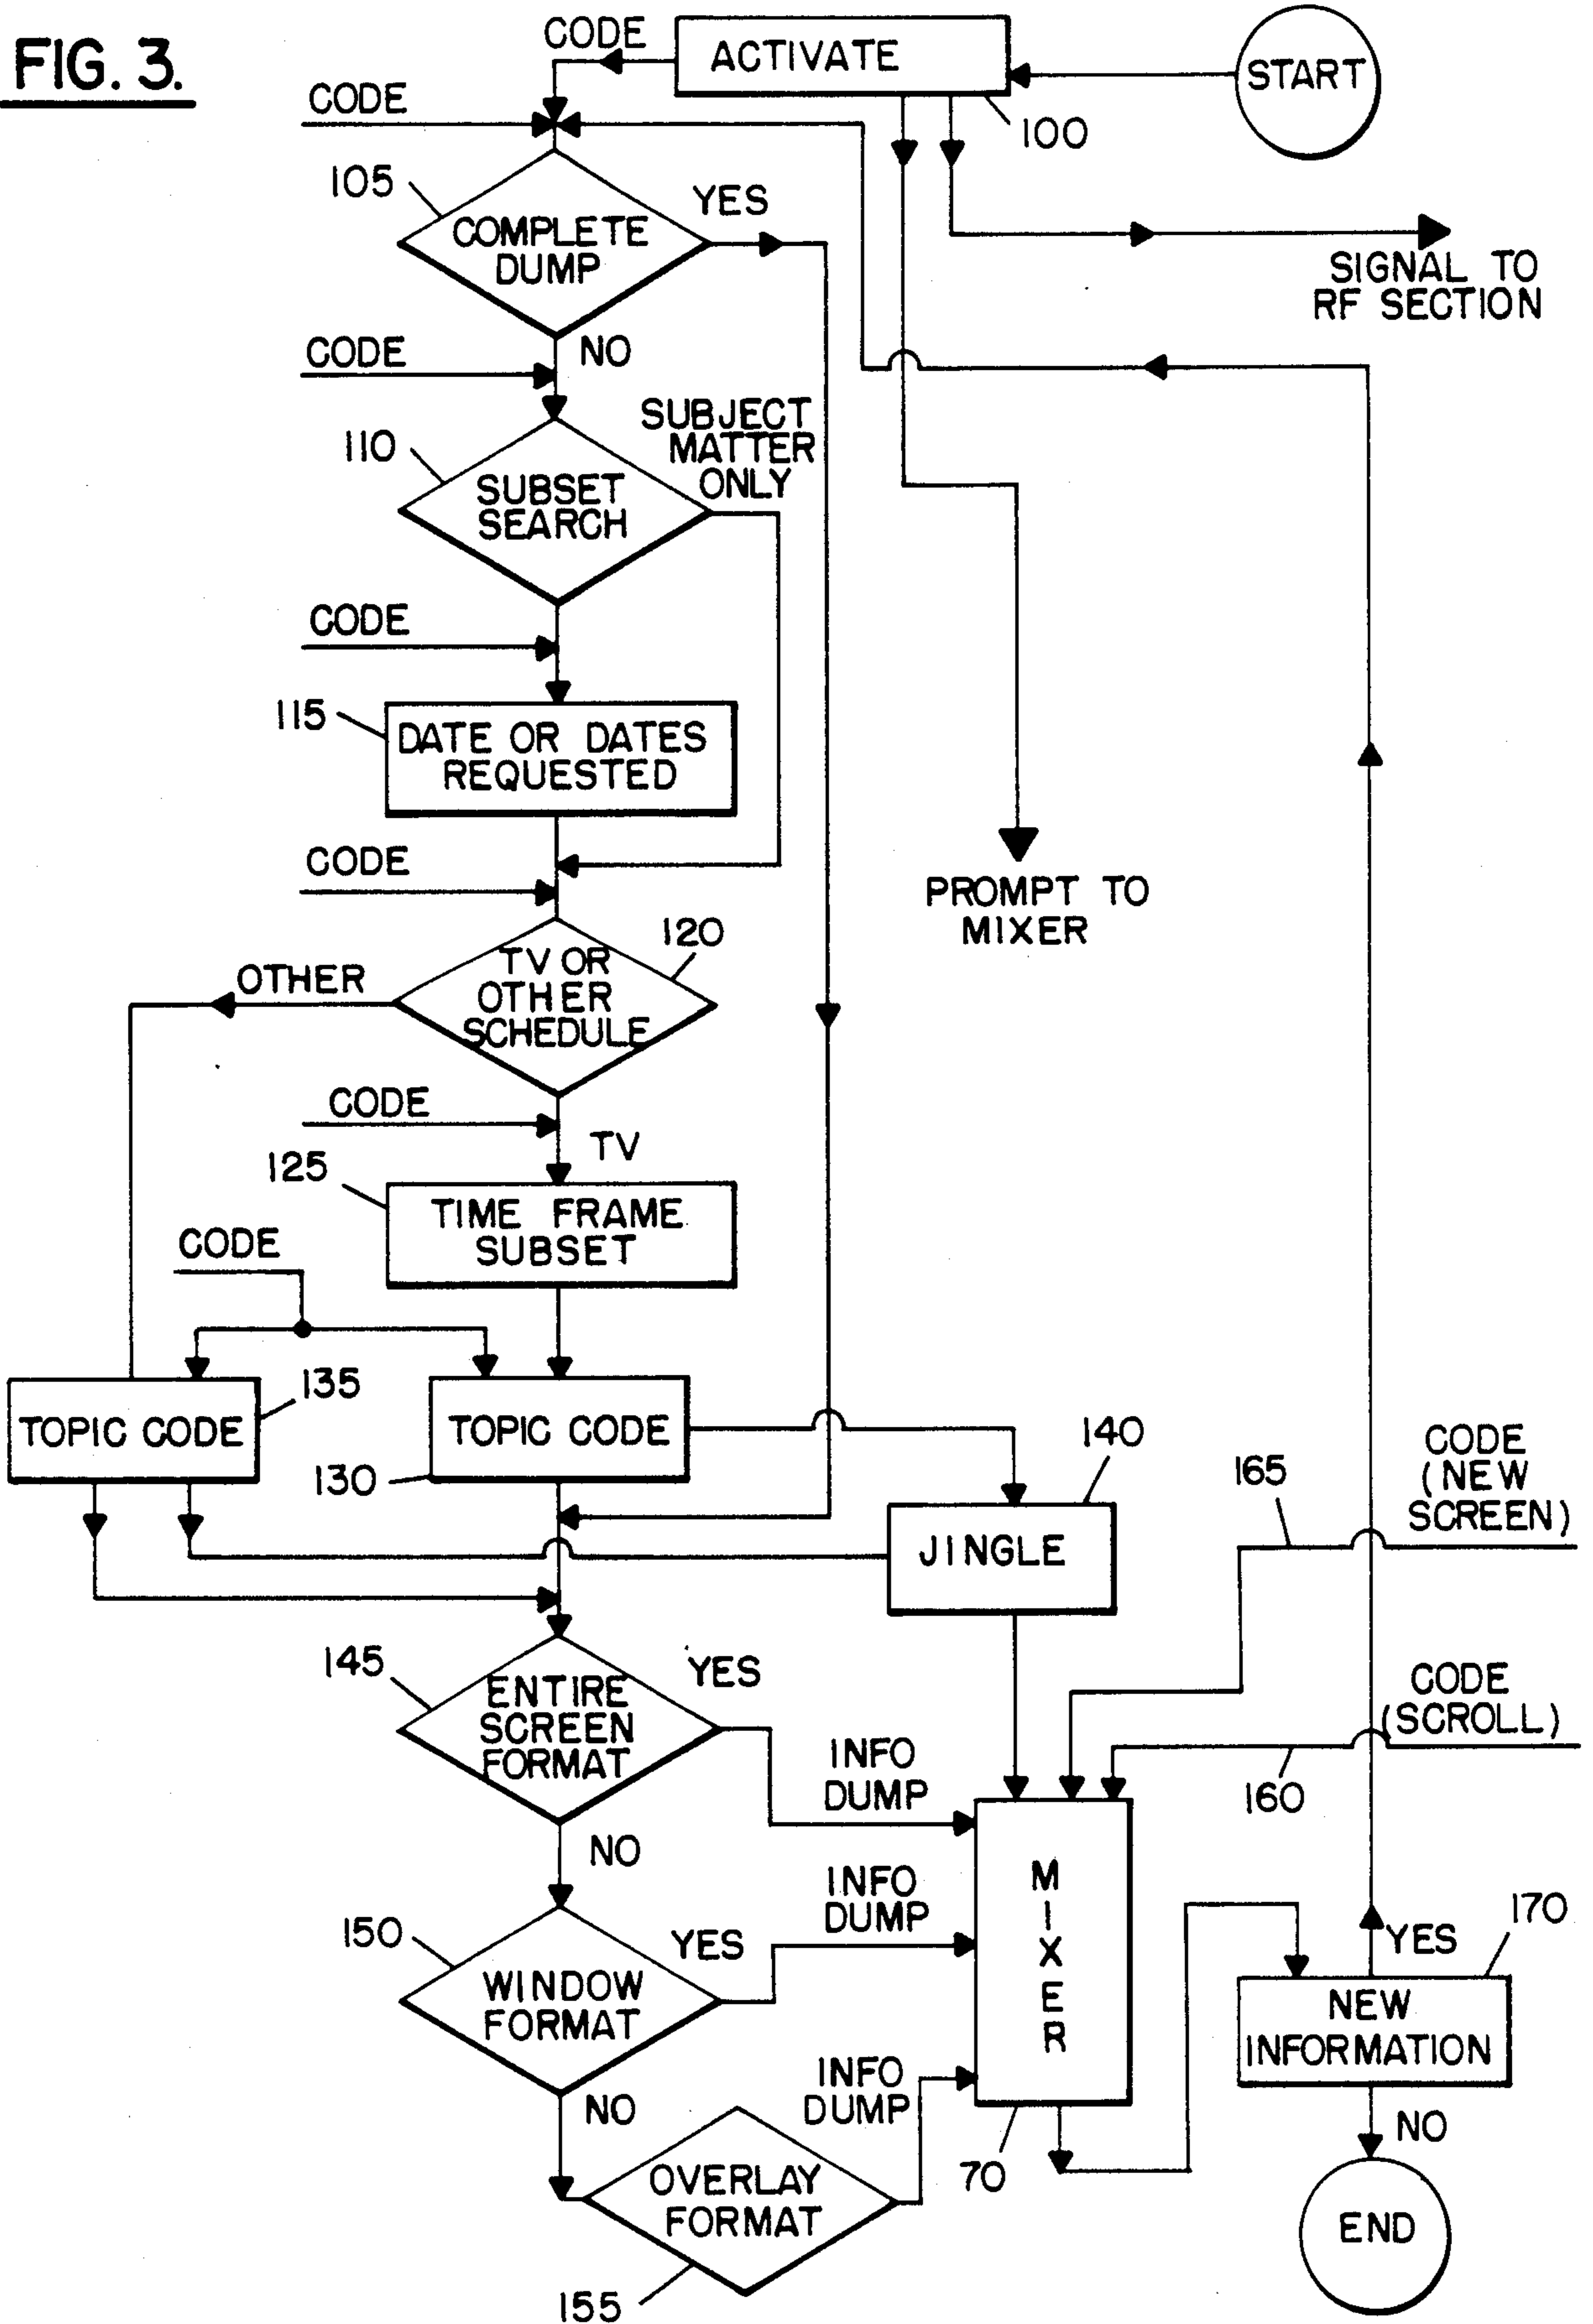 FIG. 3.
CODE
ACTIVATE
START
CODE
100
105
YES
COMPLETE
DUMP
SIGNAL TO
RF SECTION
CODE
NO
SUBJECT
MATTER
ONLY
110
SUBSET
SEARCH
CODE
115
DATE OR DATES
REQUESTED
CODE
PROMPT TO
MIXER
120
TV OR
OTHER
SCHEDULE
OTHER
CODE
TV
125
TIME FRAME
SUBSET
CODE
135
TOPIC CODE
TOPIC CODE
130
140
JINGLE
165
CODE
(NEW
SCREEN)
145
YES
ENTIRE
SCREEN
FORMAT
CODE
(SCROLL)
INFO
DUMP
160
NO
MIXER
INFO
DUMP
150
YES
WINDOW
FORMAT
170
YES
NEW
INFORMATION
NO
INFO
DUMP
NO
70
OVERLAY
FORMAT
END
155